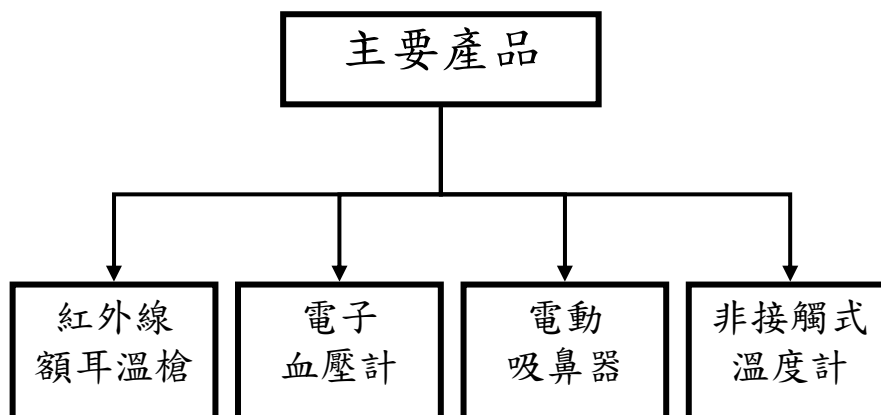 主要產品
紅外線
額耳溫槍
電子
血壓計
電動
吸鼻器
非接觸式
溫度計